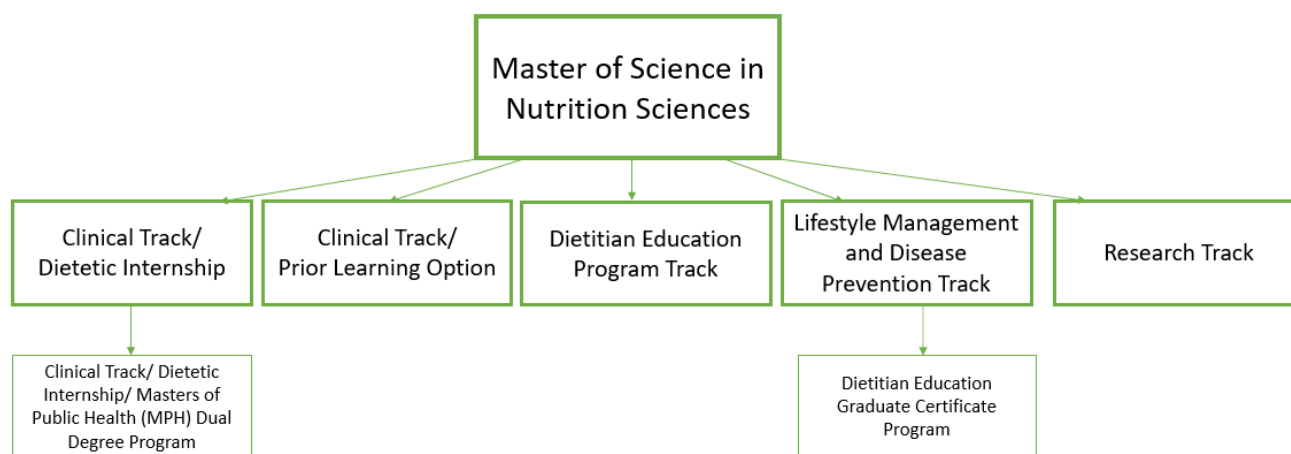 Master of Science in
Nutrition Sciences
Clinical Track/
Dietetic Internship
Clinical Track/
Prior Learning Option
Dietitian Education
Program Track
Lifestyle Management
and Disease
Prevention Track
Research Track
Clinical Track/ Dietetic
Internship/ Masters of
Public Health (MPH) Dual
Degree Program
Dietitian Education
Graduate Certificate
Program